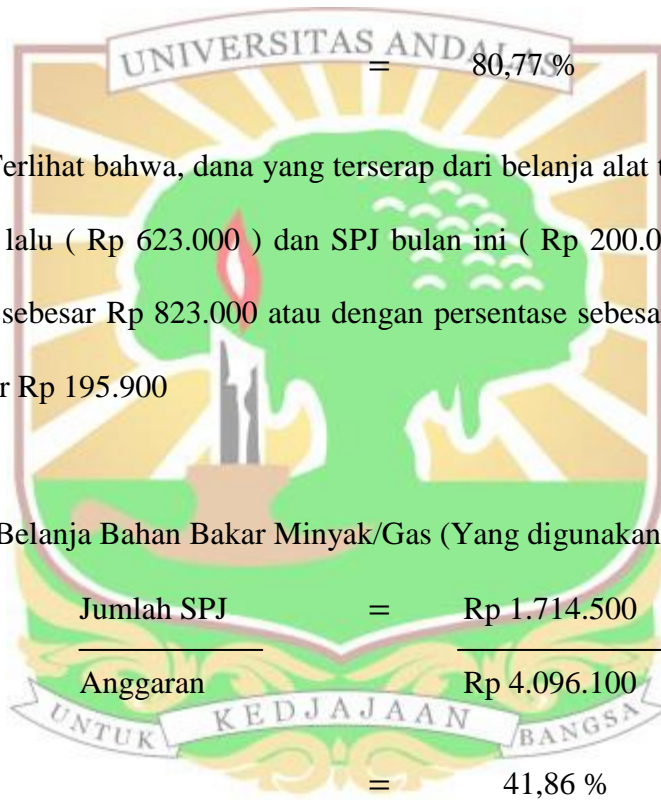 UNIVERSITAS ANDALAS
= 80,77 %
Terlihat bahwa, dana yang terserap dari belanja alat
lalu ( Rp 623.000 ) dan SPJ bulan ini ( Rp 200.0
sebesar Rp 823.000 atau dengan persentase sebesa
r Rp 195.900
Belanja Bahan Bakar Minyak/Gas (Yang digunakan
Jumlah SPJ = Rp 1.714.500
Anggaran Rp 4.096.100
UNTUK KEDJAJAAN BANGSA
= 41,86 %